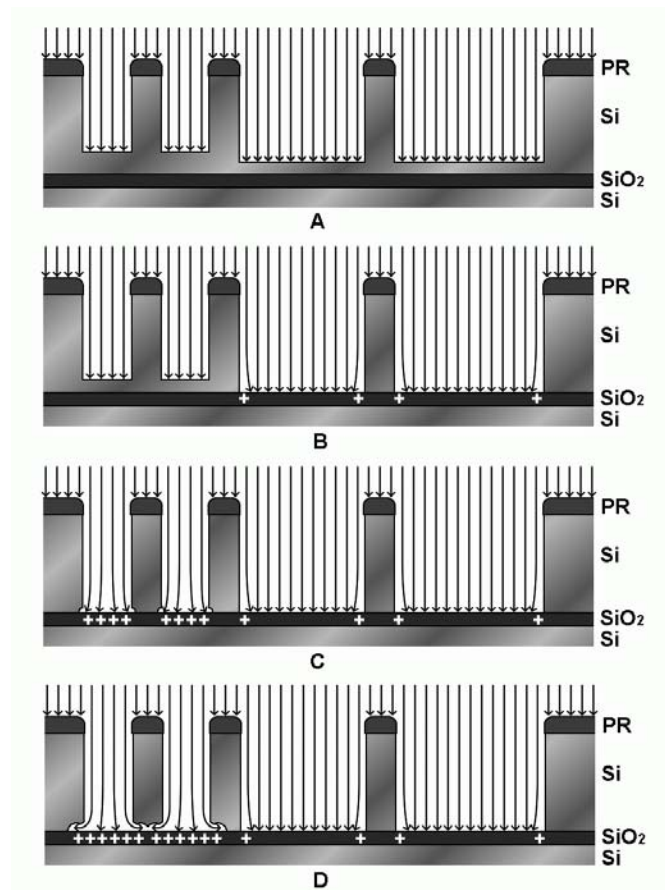 PR
Si
SiO₂
Si
A
PR
Si
+ + + +
SiO₂
Si
B
PR
Si
++++ ++++ + + + +
SiO₂
Si
C
PR
Si
++++++ ++++++ + + + +
SiO₂
Si
D